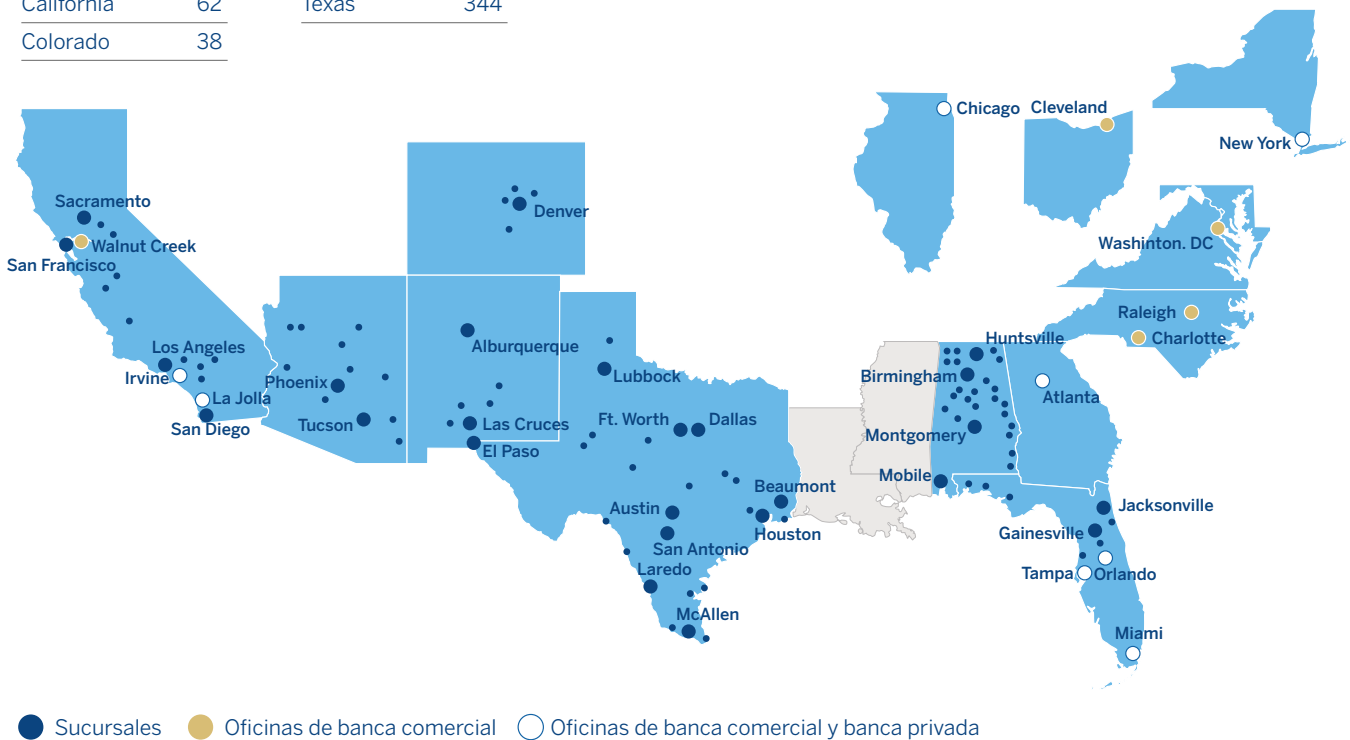 California 62
Texas 344
Colorado 38
Chicago
Cleveland
New York
Sacramento
Denver
Walnut Creek
Washinton. DC
San Francisco
Raleigh
Charlotte
Huntsville
Los Angeles
Alburquerque
Irvine
Phoenix
Lubbock
Birmingham
La Jolla
Atlanta
San Diego
Tucson
Las Cruces
Ft. Worth
Dallas
Montgomery
El Paso
Mobile
Beaumont
Austin
Jacksonville
Houston
Gainesville
San Antonio
Laredo
Tampa
Orlando
McAllen
Miami
Sucursales
Oficinas de banca comercial
Oficinas de banca comercial y banca privada